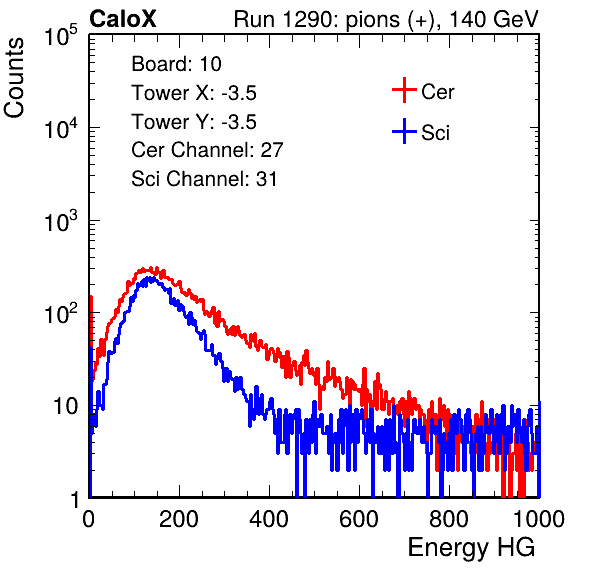 CaloX Run 1290: pions (+), 140 GeV
Counts
10^5
10^4
10^3
10^2
10
1
Board: 10
Tower X: -3.5
Tower Y: -3.5
Cer Channel: 27
Sci Channel: 31
Cer
Sci
0 200 400 600 800 1000
Energy HG